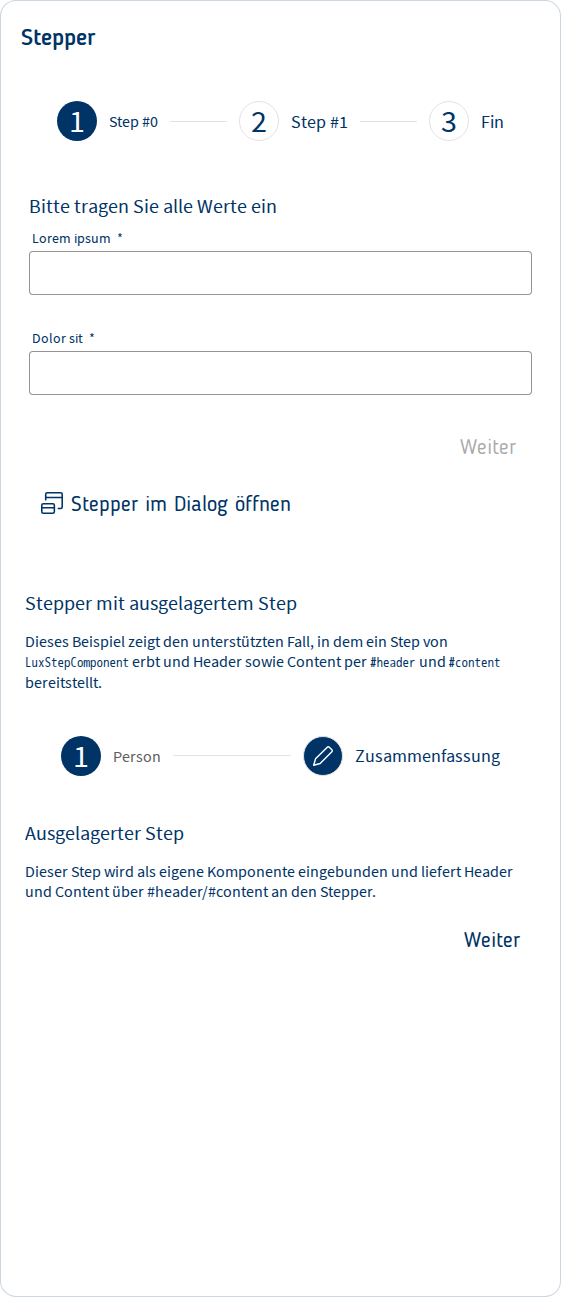 Stepper
1 Step #0 2 Step #1 3 Fin
Bitte tragen Sie alle Werte ein
Lorem ipsum *
Dolor sit *
Weiter
Stepper im Dialog öffnen
Stepper mit ausgelagertem Step
Dieses Beispiel zeigt den unterstützten Fall, in dem ein Step von
LuxStepComponent erbt und Header sowie Content per #header und #content
bereitstellt.
1 Person Zusammenfassung
Ausgelagerter Step
Dieser Step wird als eigene Komponente eingebunden und liefert Header
und Content über #header/#content an den Stepper.
Weiter